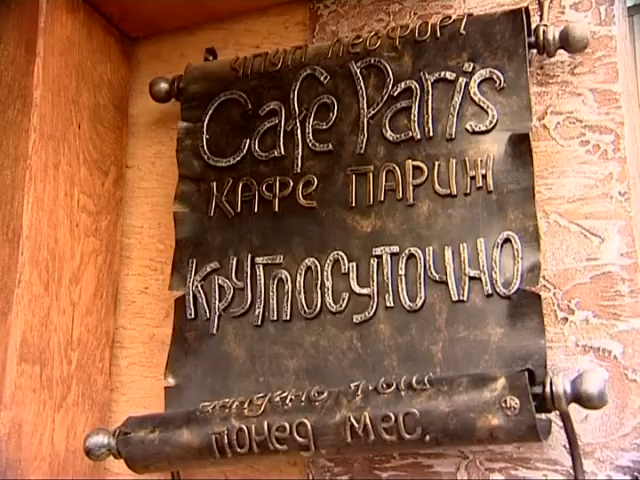 Cafe Paris
кафе париж
круглосуточно
понед мес.